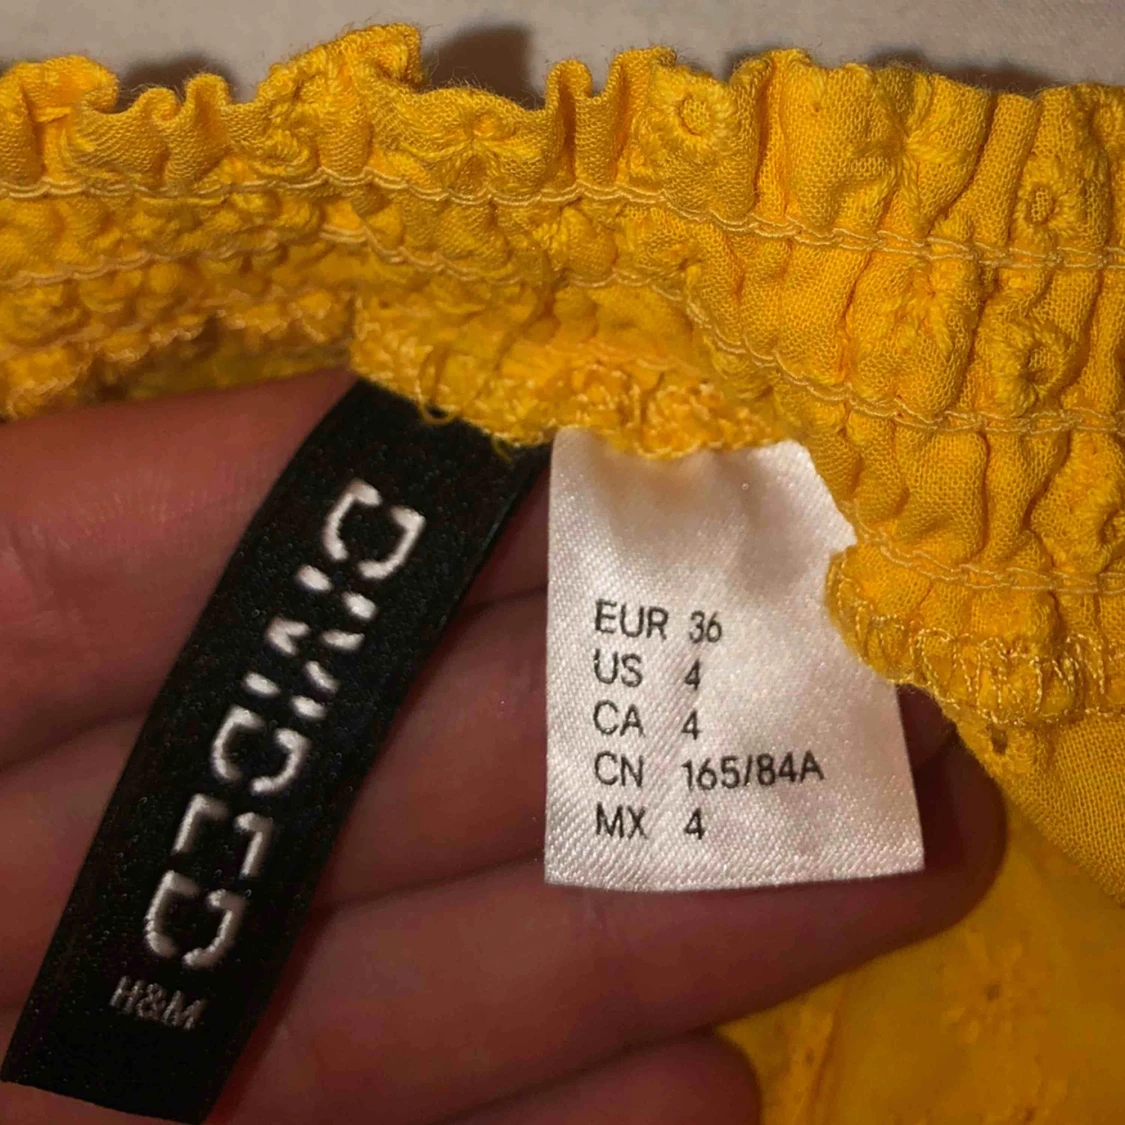 DIVIDED
H&M
EUR 36
US 4
CA 4
CN 165/84A
MX 4